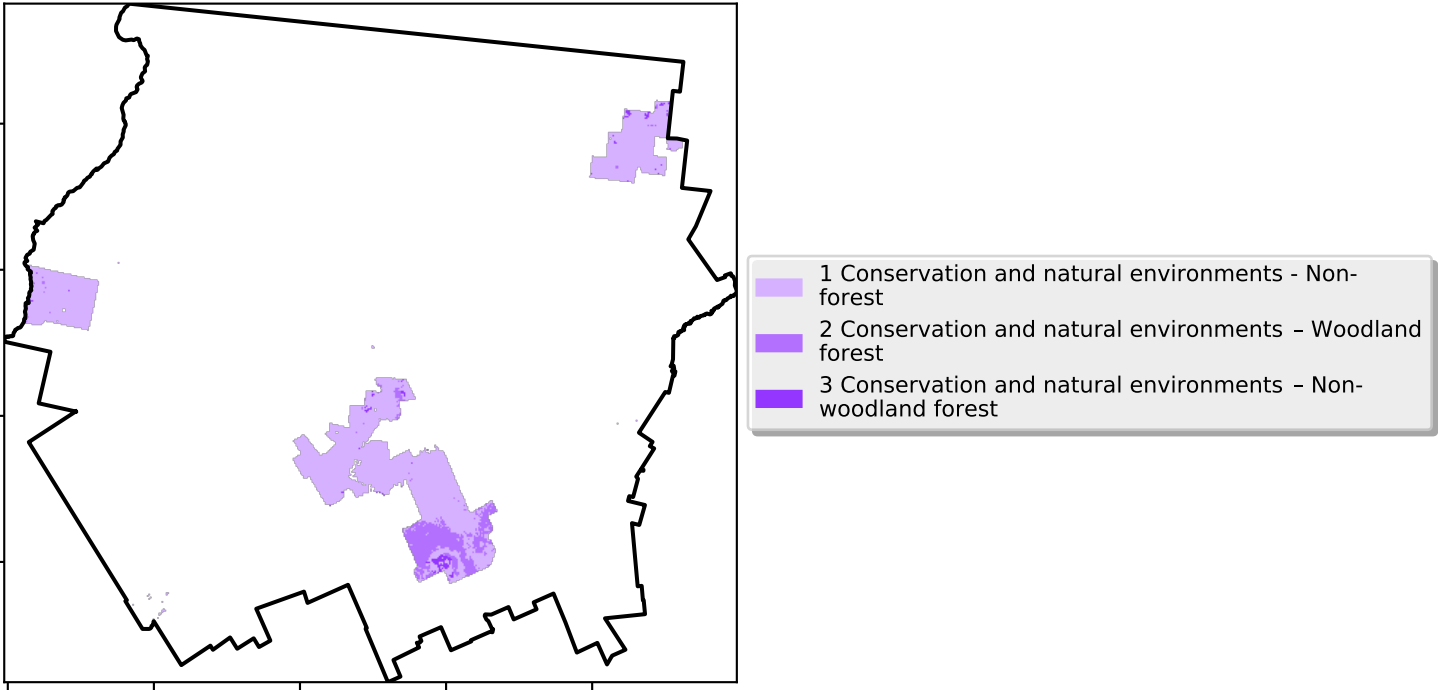 1 Conservation and natural environments - Non-
forest
2 Conservation and natural environments – Woodland
forest
3 Conservation and natural environments – Non-
woodland forest